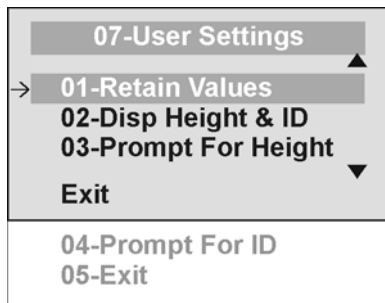 07-User Settings
01-Retain Values
02-Disp Height & ID
03-Prompt For Height
Exit
04-Prompt For ID
05-Exit